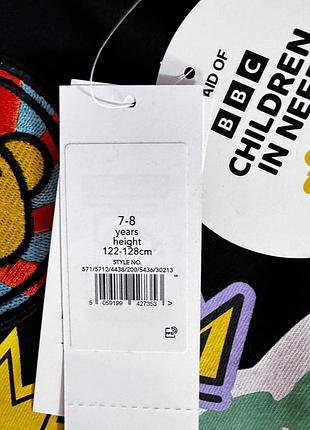 AID OF
BBC
CHILDREN
IN NEED
7-8
years
height
122-128cm
STYLE NO.
571/5712/4438/200/5436/30213
5 059199 427353 >